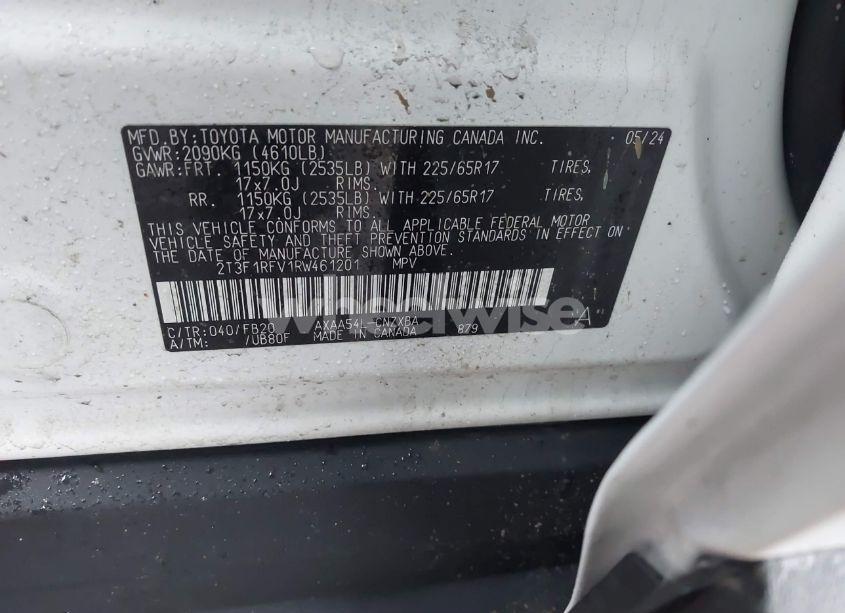 MFD.BY:TOYOTA MOTOR MANUFACTURING CANADA INC. 05/24
GVWR:2090KG (4610LB)
GAWR:FRT. 1150KG (2535LB) WITH 225/65R17 TIRES,
17x7.0J RIMS.
RR. 1150KG (2535LB) WITH 225/65R17 TIRES,
17x7.0J RIMS.
THIS VEHICLE CONFORMS TO ALL APPLICABLE FEDERAL MOTOR
VEHICLE SAFETY AND THEFT PREVENTION STANDARDS IN EFFECT ON
THE DATE OF MANUFACTURE SHOWN ABOVE.
2T3F1RFV1RW461201 MPV
wheelwise
C/TR:040/FB20 AXAA54L-CNZXBA A
A/TM: /UB80F MADE IN CANADA 879